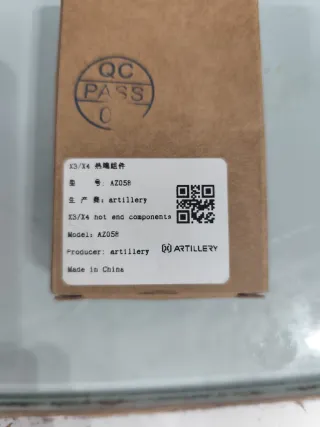 QC
PASS
0
X3/X4 热端组件
型 号: AZ058
生 产 商: artillery
X3/X4 hot end components
Model: AZ058
Producer: artillery
ARTILLERY
Made in China